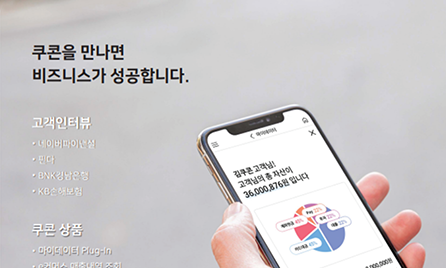 쿠콘을 만나면
비즈니스가 성공합니다.
고객인터뷰
• 네이버파이낸셜
• 핀다
• BNK경남은행
• KB손해보험
쿠콘 상품
• 마이데이터 Plug-In
마이데이터
김쿠콘 고객님!
고객님의 총 자산이
36,000,876원 입니다